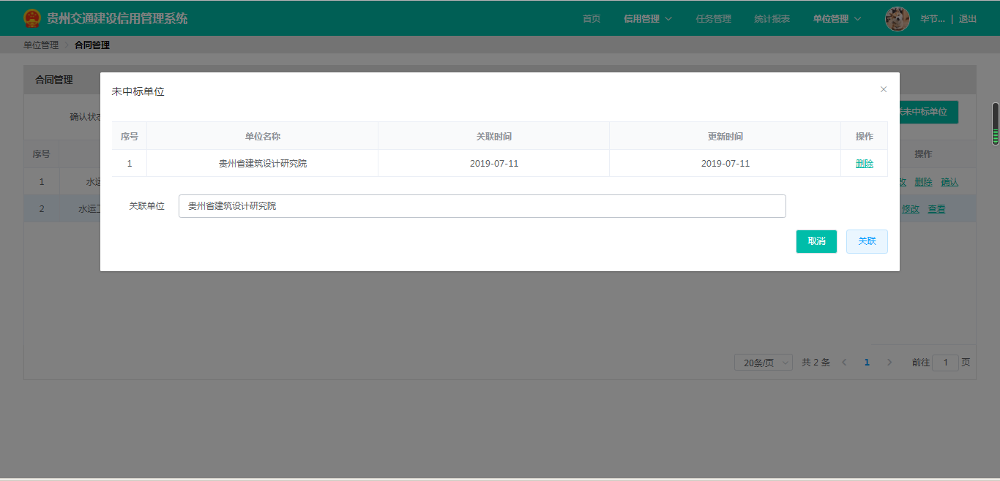 贵州交通建设信用管理系统 首页 信用管理 任务管理 统计报表 单位管理 毕节... | 退出
单位管理 > 合同管理
合同管理
未中标单位 ×
确认状态
未中标单位
序号 单位名称 关联时间 更新时间 操作
1 贵州省建筑设计研究院 2019-07-11 2019-07-11 删除
关联单位 贵州省建筑设计研究院
取消 关联
序号 操作
1 水运 改 删除 确认
2 水运工 修改 查看
20条/页 共 2 条 < 1 > 前往 1 页